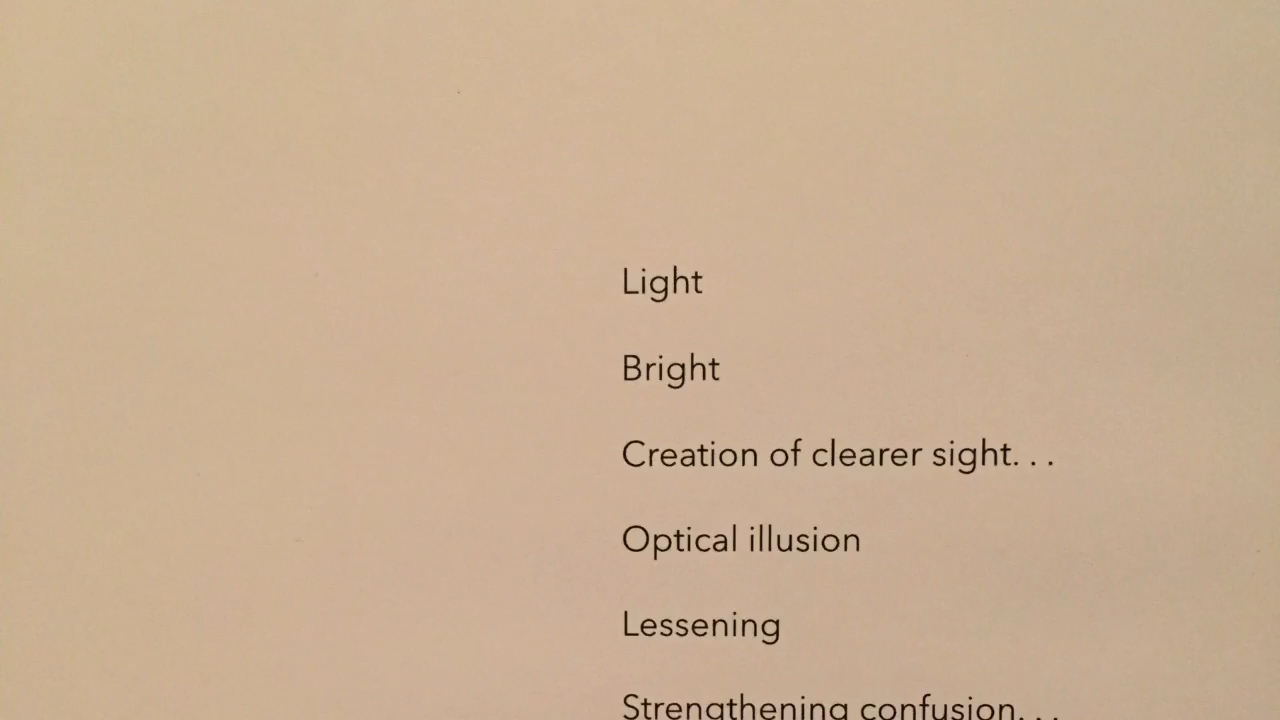 Light
Bright
Creation of clearer sight. . .
Optical illusion
Lessening
Strengthening confusion. . .